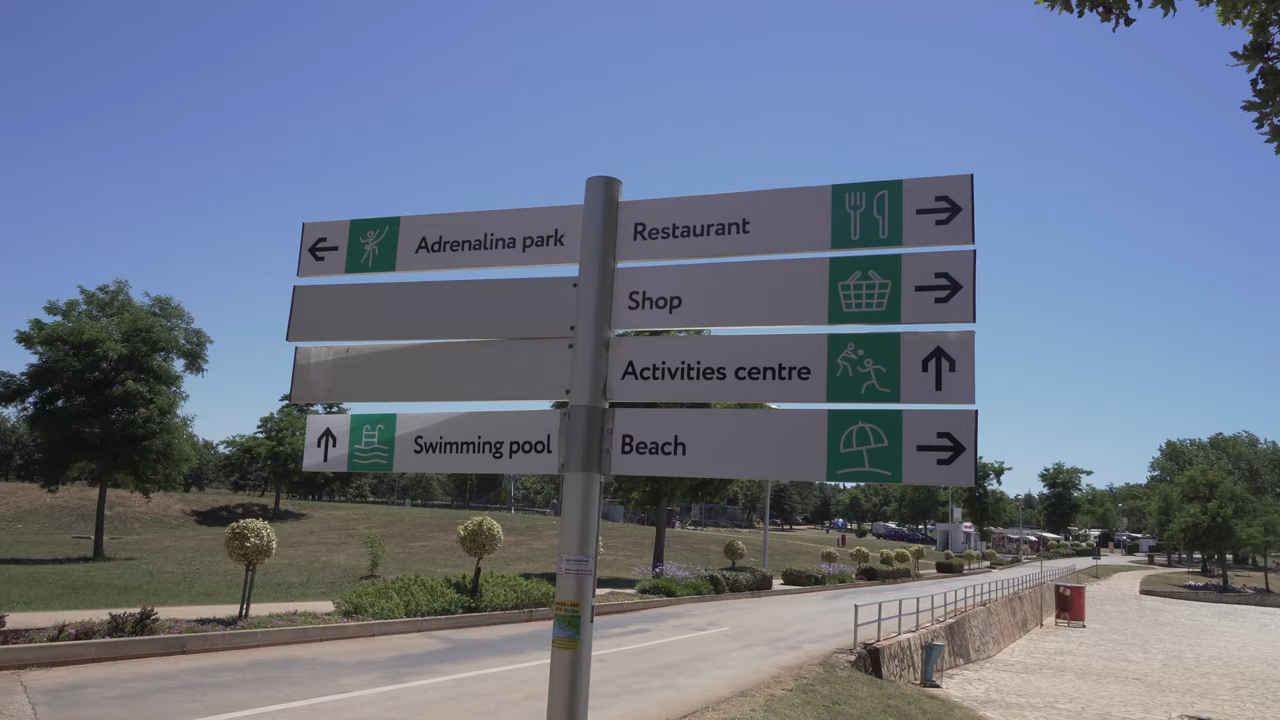 Adrenalina park
Restaurant
Shop
Activities centre
Swimming pool
Beach